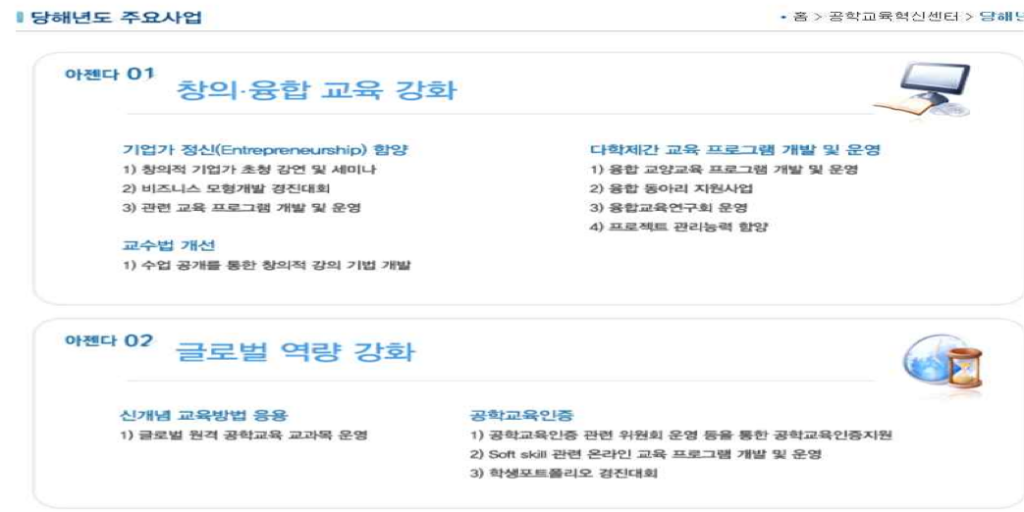 당해년도 주요사업
• 홈 > 공학교육혁신센터 > 당해년
아젠다 01
창의·융합 교육 강화
기업가 정신(Entrepreneurship) 함양
1) 창의적 기업가 초청 강연 및 세미나
2) 비즈니스 모형개발 경진대회
3) 관련 교육 프로그램 개발 및 운영
교수법 개선
1) 수업 공개를 통한 창의적 강의 기법 개발
다학제간 교육 프로그램 개발 및 운영
1) 융합 교양교육 프로그램 개발 및 운영
2) 융합 동아리 지원사업
3) 융합교육연구회 운영
4) 프로젝트 관리능력 함양
아젠다 02
글로벌 역량 강화
신개념 교육방법 응용
1) 글로벌 원격 공학교육 교과목 운영
공학교육인증
1) 공학교육인증 관련 위원회 운영 등을 통한 공학교육인증지원
2) Soft skill 관련 온라인 교육 프로그램 개발 및 운영
3) 학생포트폴리오 경진대회